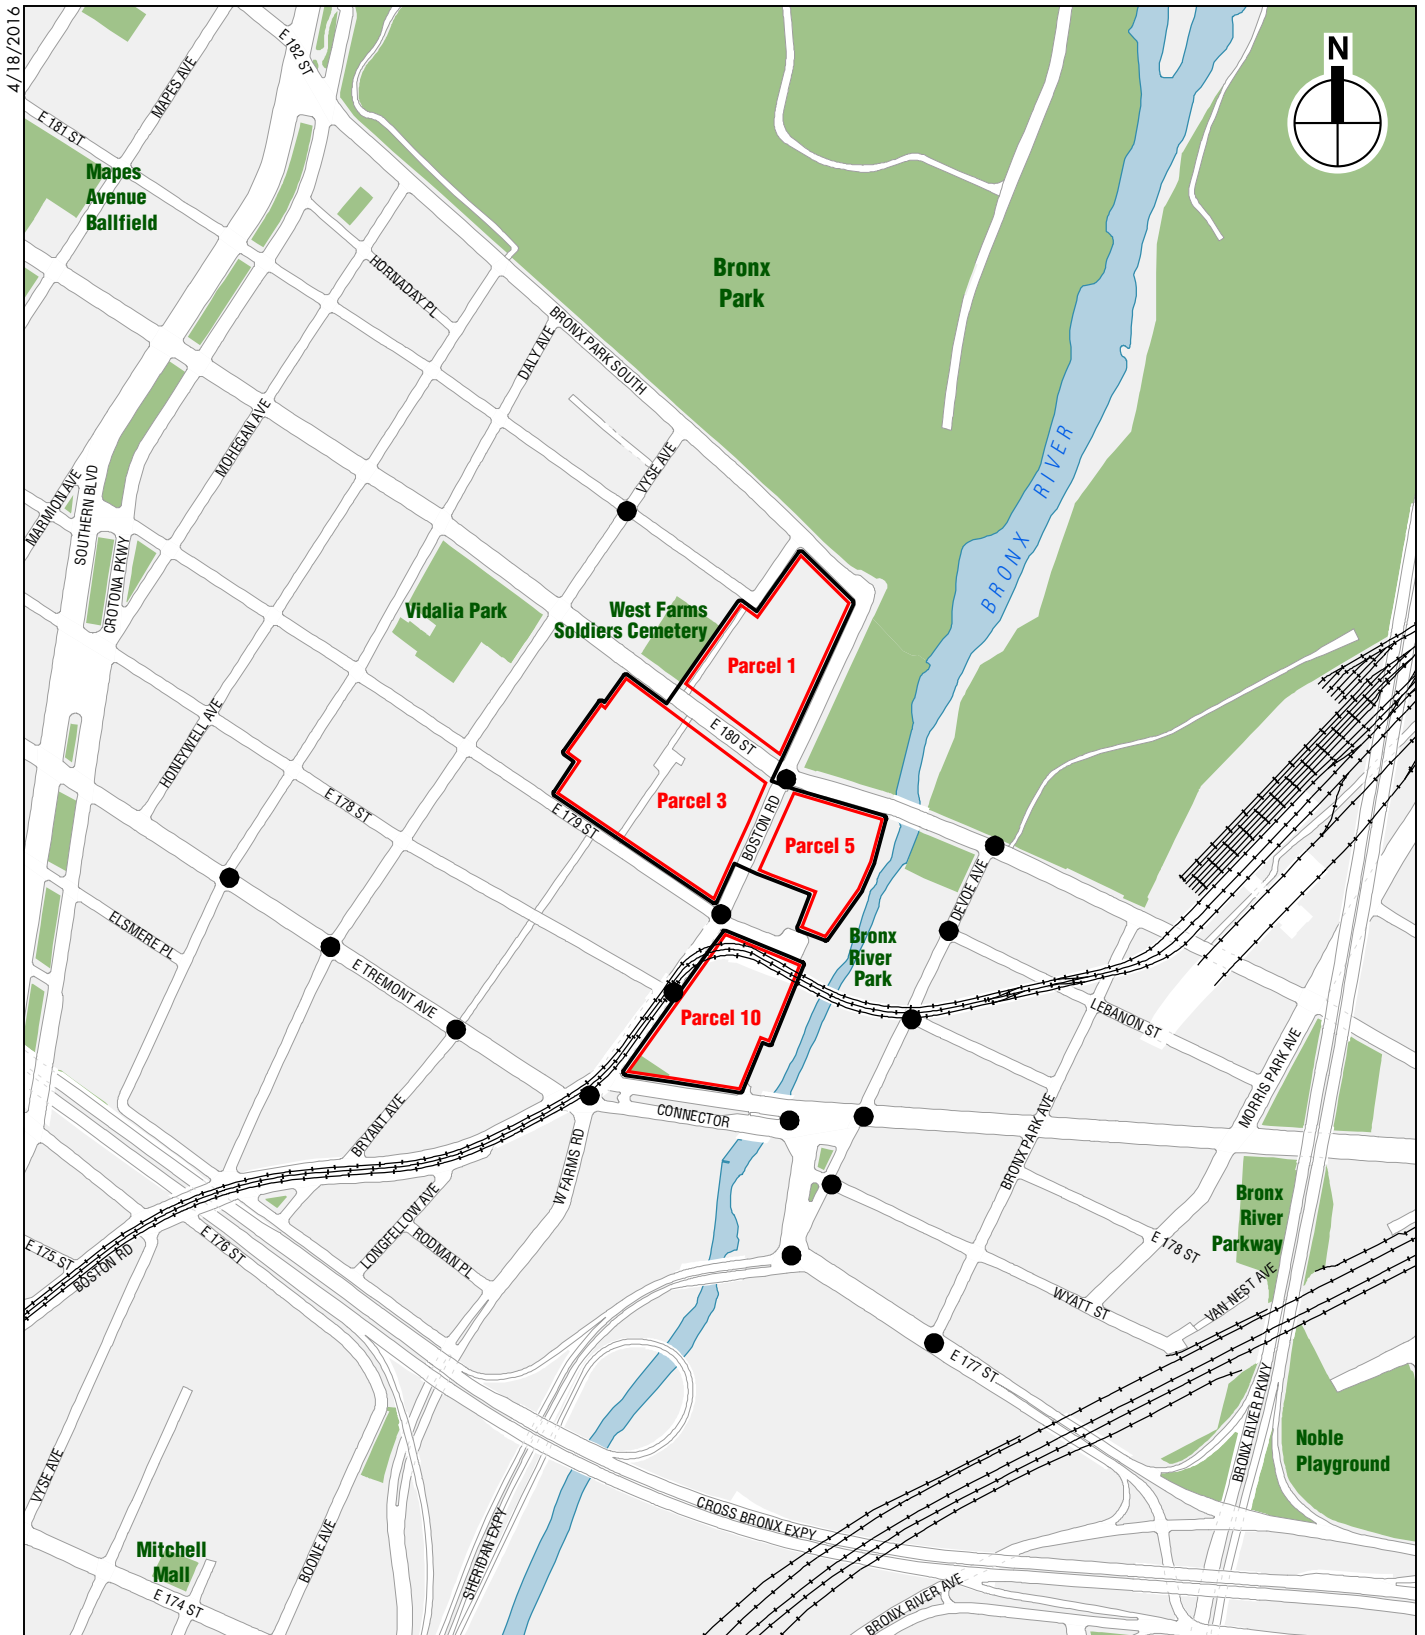 4/18/2016
N
E 182 ST
MAPES AVE
E 181 ST
Mapes
Avenue
Ballfield
HORNADAY PL
Bronx
Park
BRONX PARK SOUTH
DALY AVE
MOHEGAN AVE
VYSE AVE
BRONX RIVER
MARMION AVE
SOUTHERN BLVD
CROTONA PKWY
Vidalia Park
West Farms
Soldiers Cemetery
Parcel 1
HONEYWELL AVE
E 180 ST
E 178 ST
E 179 ST
Parcel 3
BOSTON RD
Parcel 5
DEVOE AVE
ELSMERE PL
E TREMONT AVE
Bronx
River
Park
Parcel 10
LEBANON ST
MORRIS PARK AVE
BRYANT AVE
CONNECTOR
W FARMS RD
BRONX PARK AVE
Bronx
River
Parkway
LONGFELLOW AVE
RODMAN PL
E 176 ST
E 175 ST
BOSTON RD
E 178 ST
VAN NEST AVE
WYATT ST
E 177 ST
BRONX RIVER PKWY
Noble
Playground
VYSE AVE
CROSS BRONX EXPY
SHERIDAN EXPY
BOONE AVE
Mitchell
Mall
E 174 ST
BRONX RIVER AVE